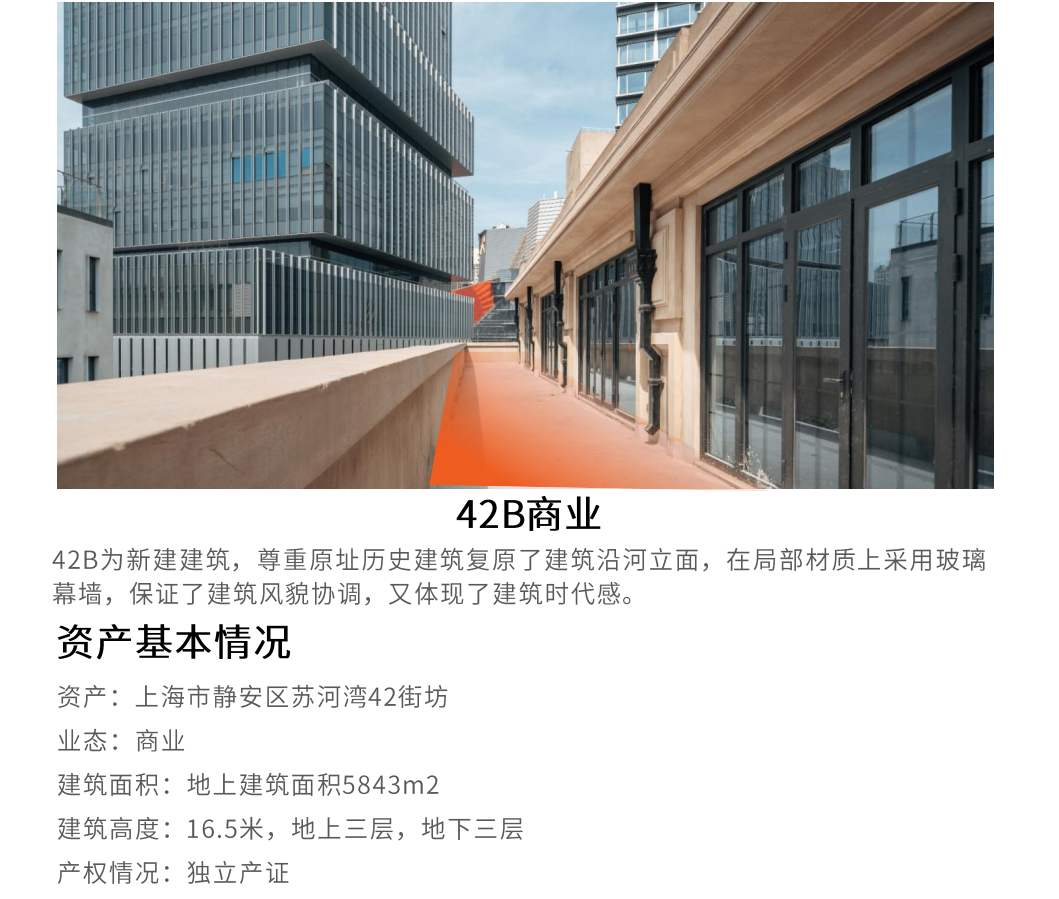 42B商业
42B为新建建筑，尊重原址历史建筑复原了建筑沿河立面，在局部材质上采用玻璃
幕墙，保证了建筑风貌协调，又体现了建筑时代感。
资产基本情况
资产：上海市静安区苏河湾42街坊
业态：商业
建筑面积：地上建筑面积5843m2
建筑高度：16.5米，地上三层，地下三层
产权情况：独立产证